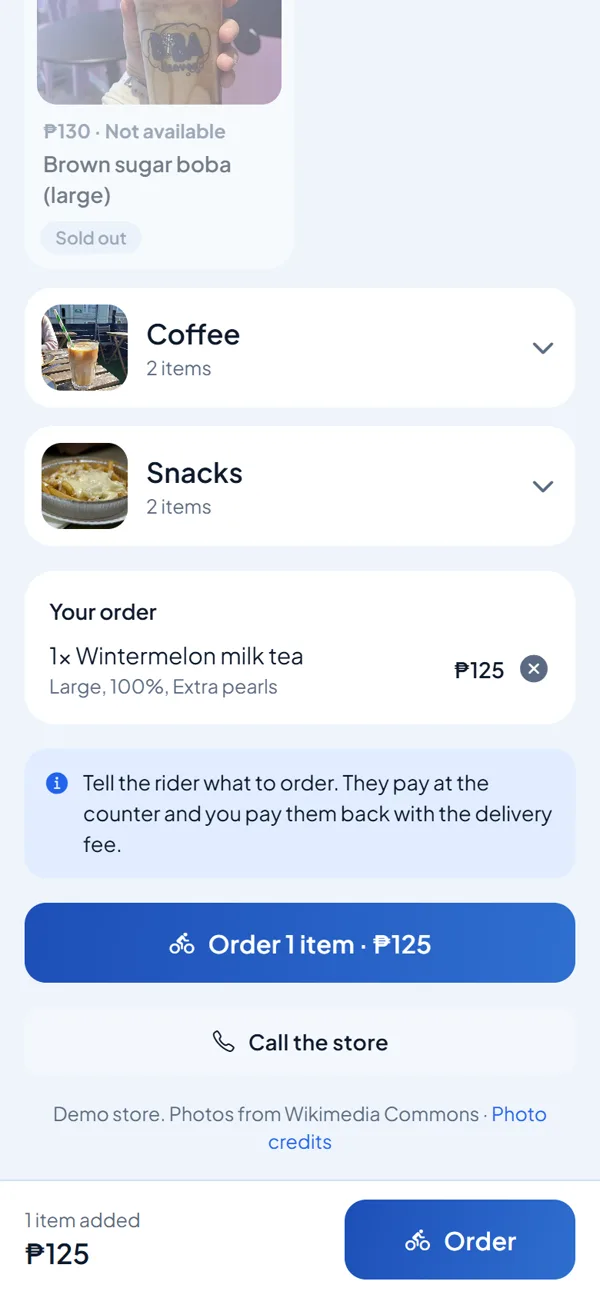 ₱130 · Not available
Brown sugar boba
(large)
Sold out
Coffee
2 items
Snacks
2 items
Your order
1× Wintermelon milk tea
Large, 100%, Extra pearls
₱125
Tell the rider what to order. They pay at the
counter and you pay them back with the delivery
fee.
Order 1 item · ₱125
Call the store
Demo store. Photos from Wikimedia Commons · Photo
credits
1 item added
₱125
Order